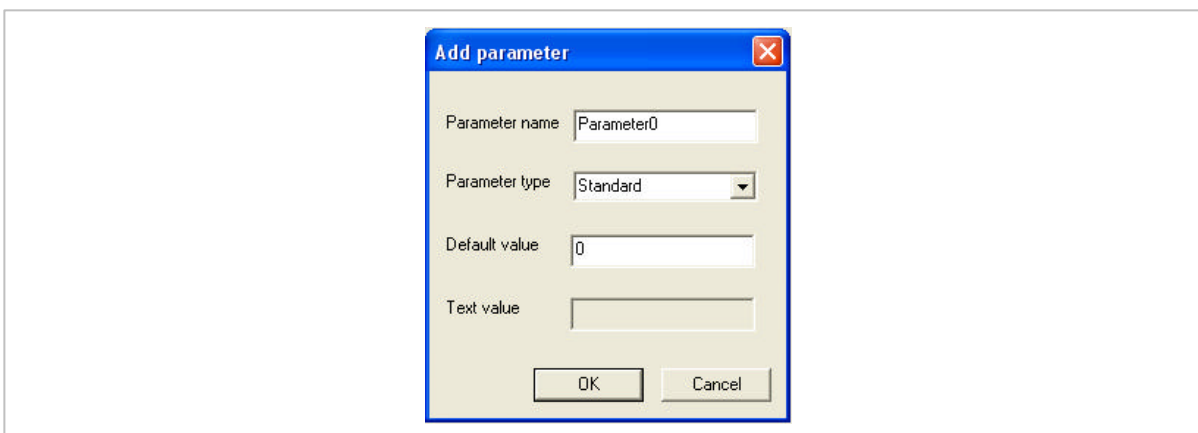 Add parameter
Parameter name Parameter0
Parameter type Standard
Default value 0
Text value
OK Cancel